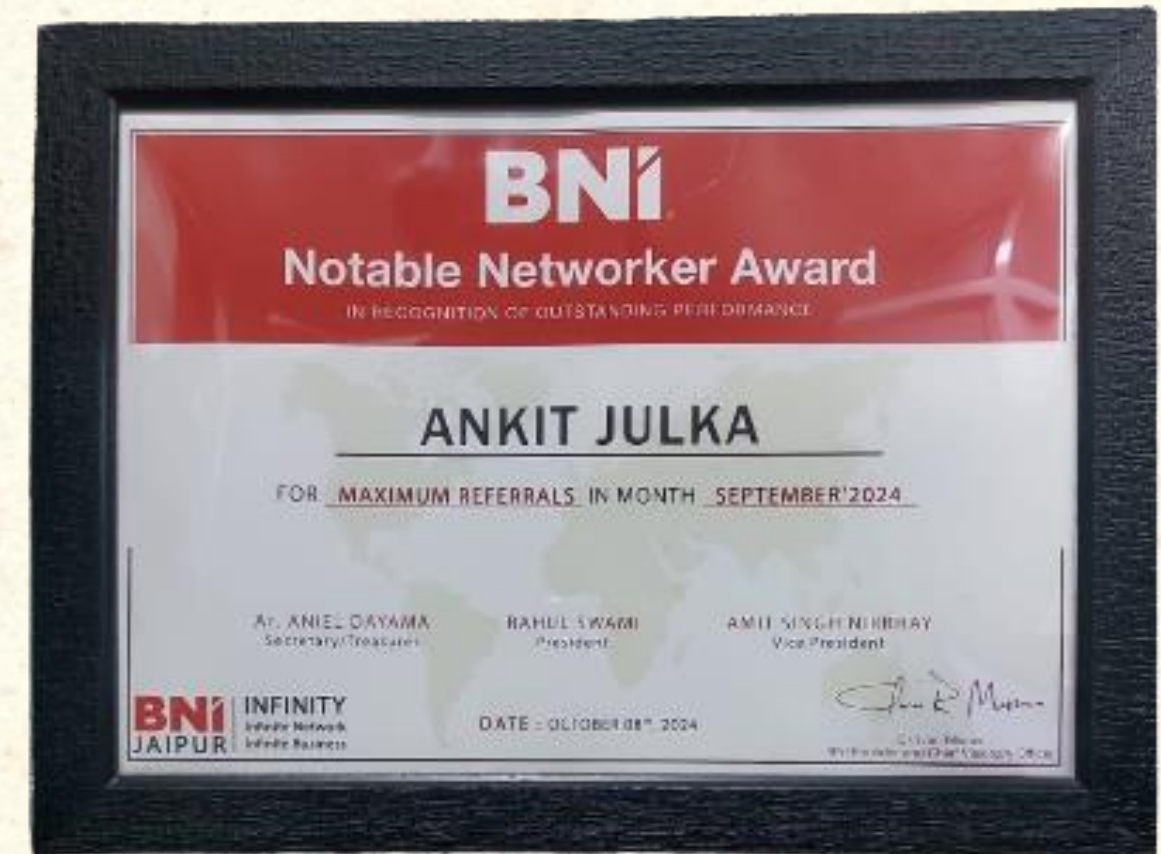 BNI
Notable Networker Award
IN RECOGNITION OF OUTSTANDING PERFORMANCE
ANKIT JULKA
FOR MAXIMUM REFERRALS IN MONTH SEPTEMBER'2024
Ar. ANIEL DAYAMA
Secretary/Treasurer
RAHUL SWAMI
President
AMIT SINGH NIRBHAY
Vice President
BNI JAIPUR
INFINITY
Infinite Network
Infinite Business
DATE : OCTOBER 08TH, 2024